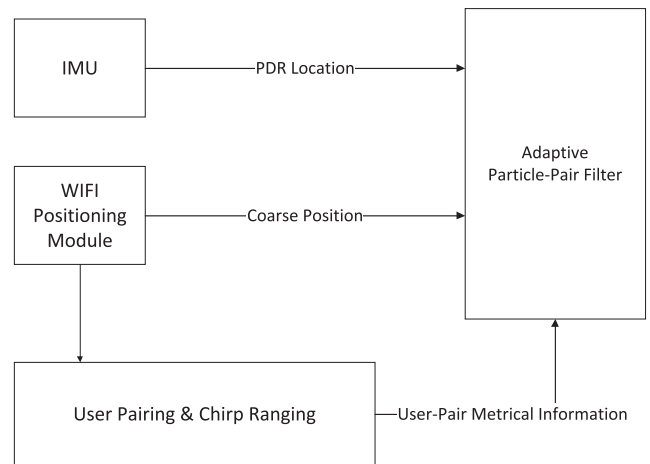 IMU
PDR Location
Adaptive
Particle-Pair Filter
WIFI
Positioning
Module
Coarse Position
User Pairing & Chirp Ranging
User-Pair Metrical Information